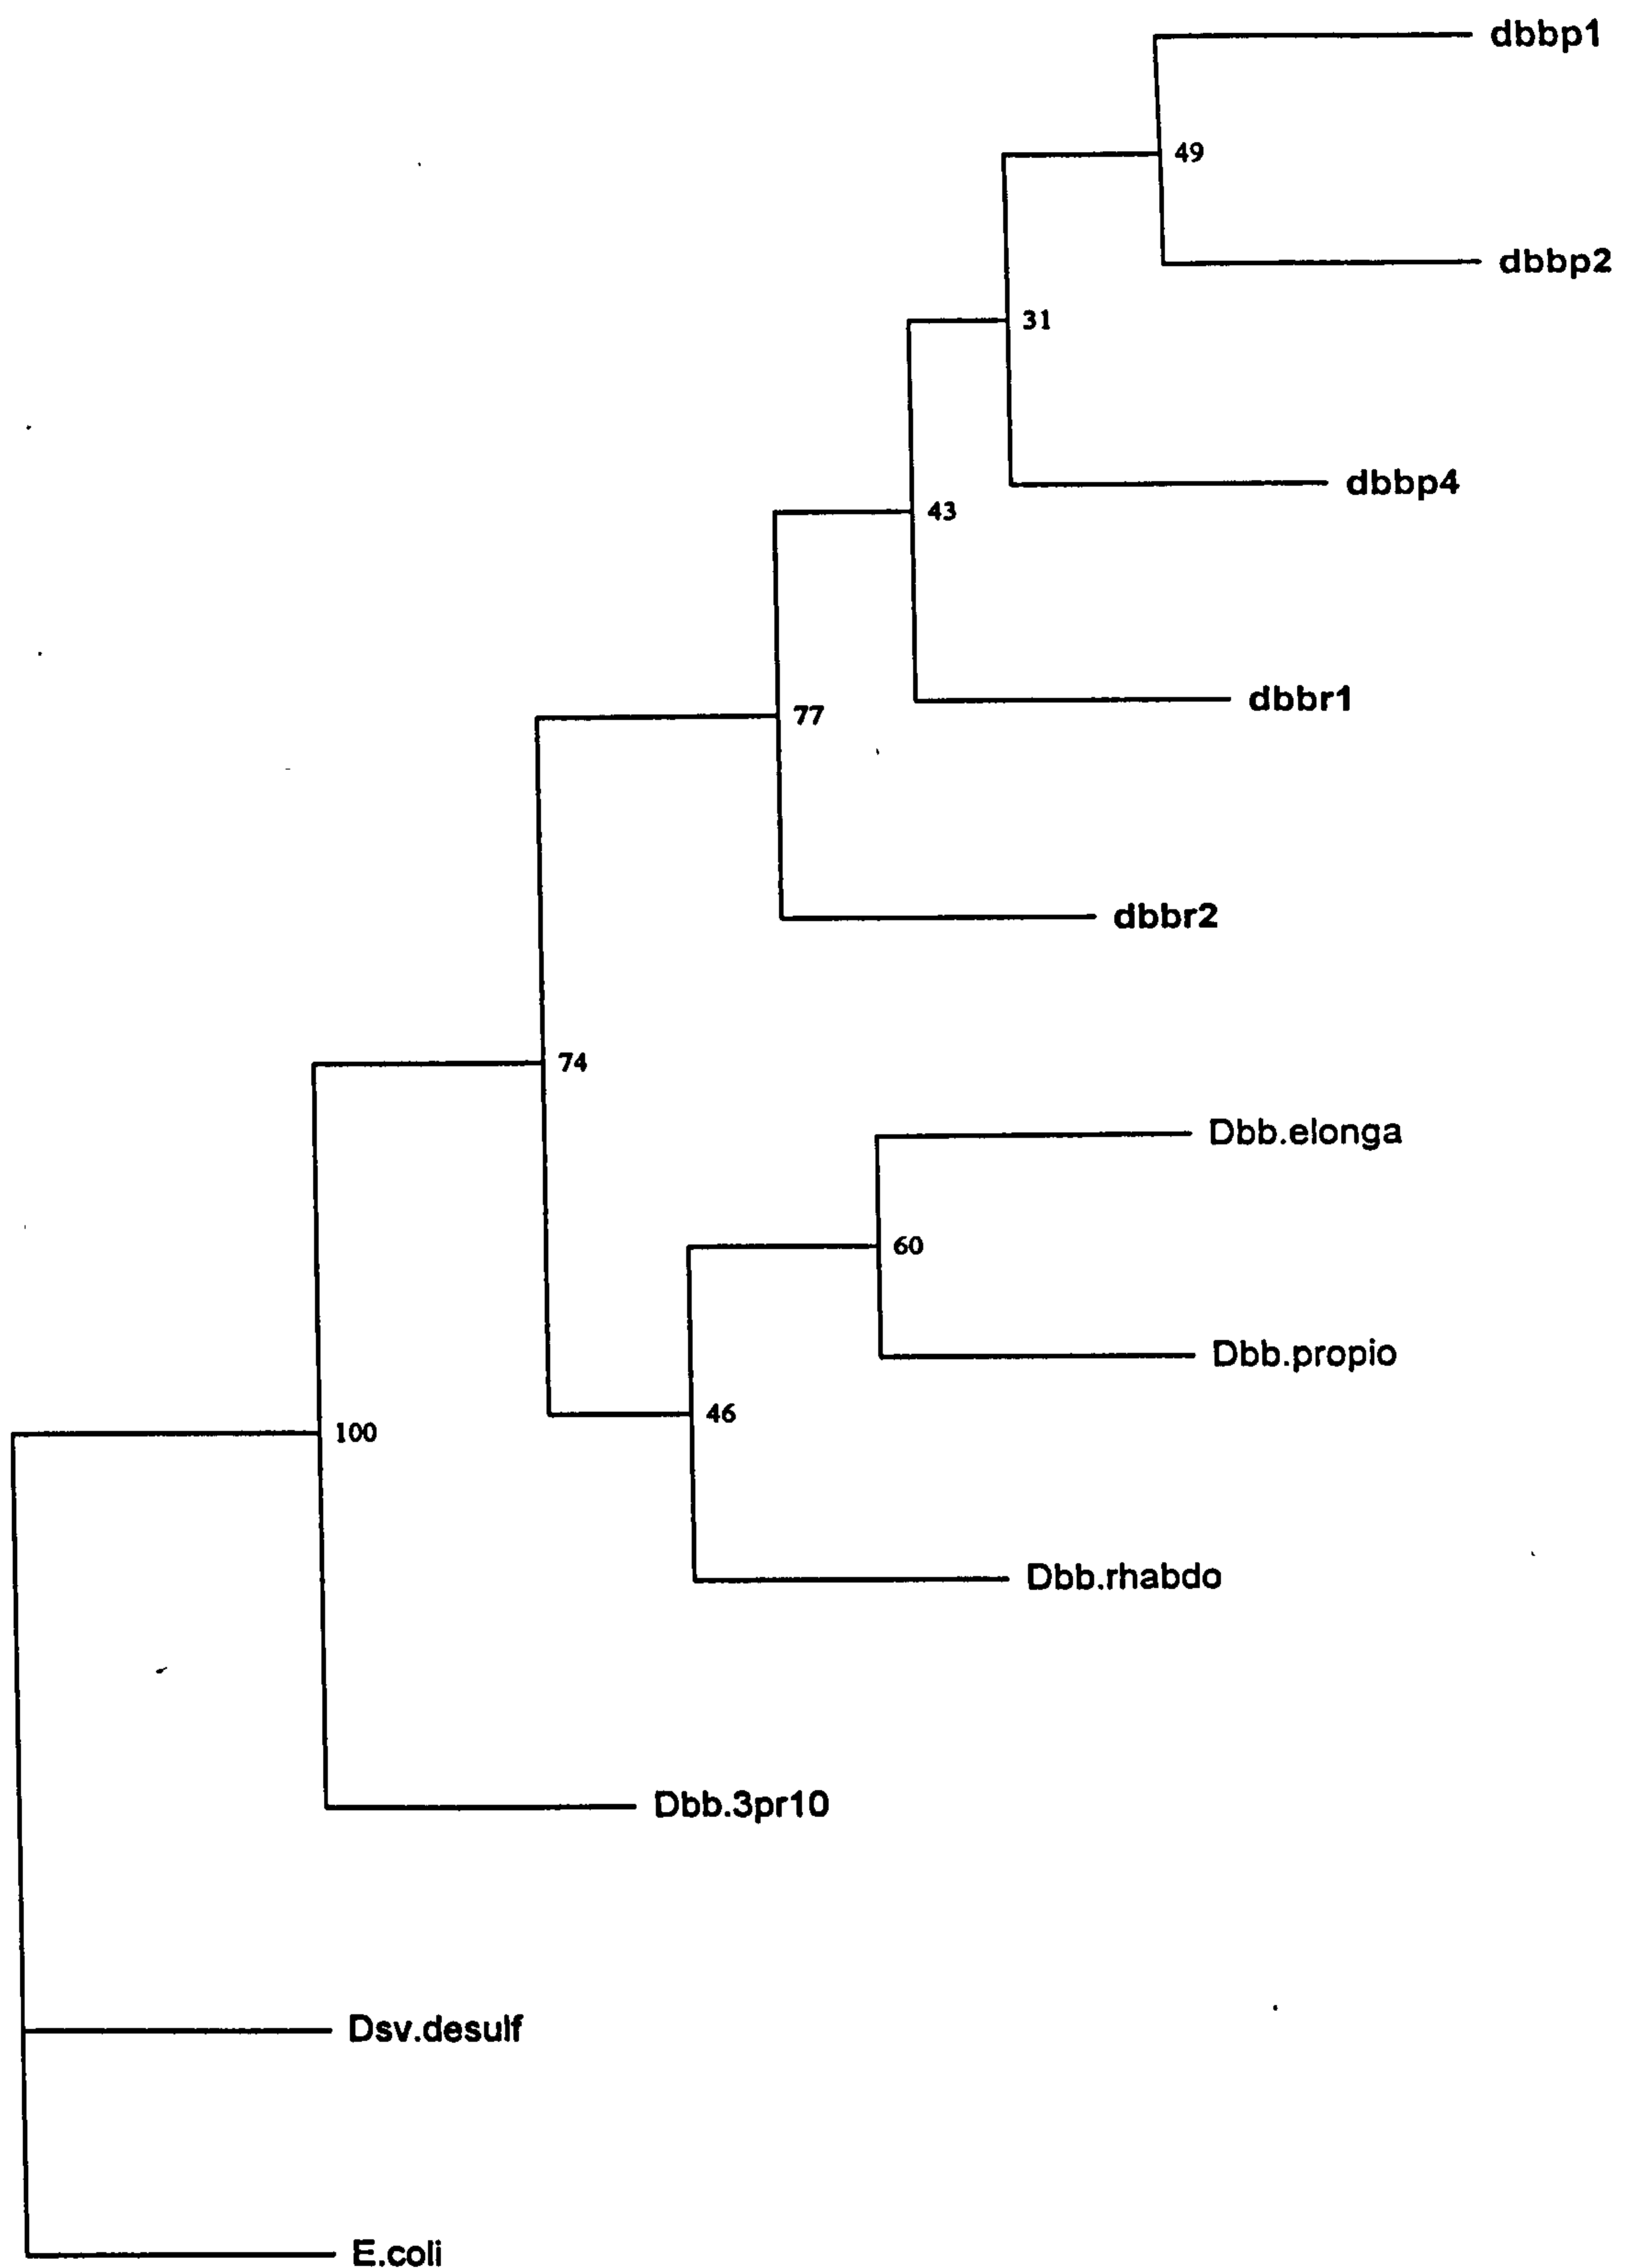 dbbp1
49
dbbp2
31
dbbp4
43
dbbr1
77
dbbr2
74
Dbb.elonga
60
Dbb.propio
46
100
Dbb.rhabdo
Dbb.3pr10
Dsv.desulf
E.coli